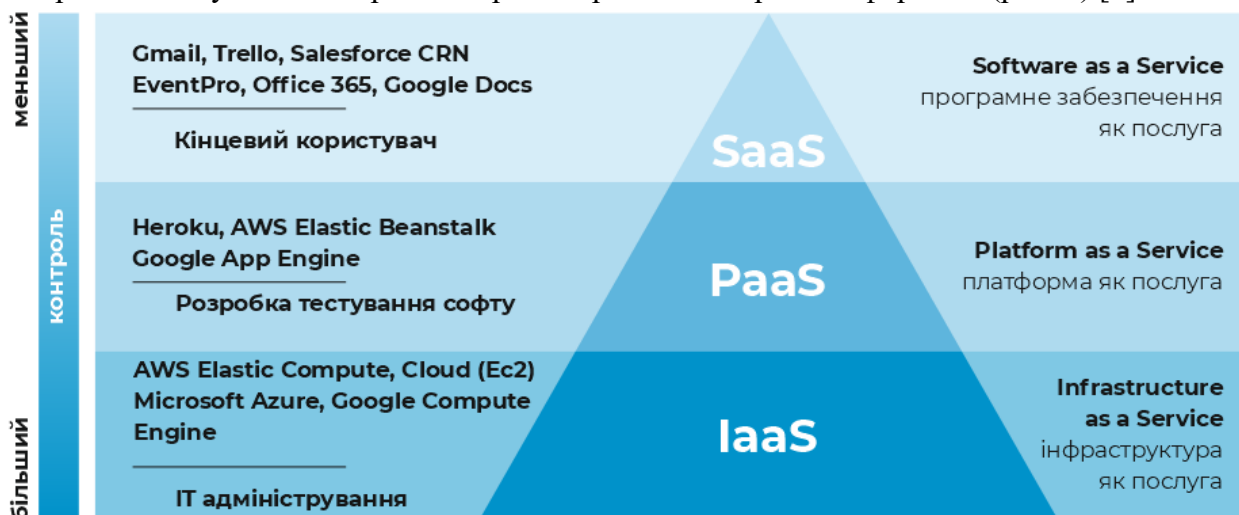 меньший
контроль
більший
Gmail, Trello, Salesforce CRN
EventPro, Office 365, Google Docs
Кінцевий користувач
SaaS
Software as a Service
програмне забезпечення
як послуга
Heroku, AWS Elastic Beanstalk
Google App Engine
Розробка тестування софту
PaaS
Platform as a Service
платформа як послуга
AWS Elastic Compute, Cloud (Ec2)
Microsoft Azure, Google Compute
Engine
ІТ адміністрування
IaaS
Infrastructure
as a Service
інфраструктура
як послуга